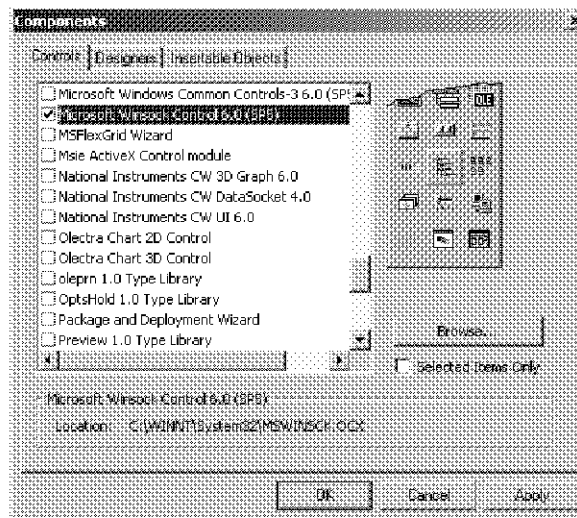 Components
Controls Designers Insertable Objects
Microsoft Windows Common Controls-3 6.0 (SP5
Microsoft Winsock Control 6.0 (SP5)
MSFlexGrid Wizard
Msie ActiveX Control module
National Instruments CW 3D Graph 6.0
National Instruments CW DataSocket 4.0
National Instruments CW UI 6.0
Olectra Chart 2D Control
Olectra Chart 3D Control
oleprn 1.0 Type Library
OptsHold 1.0 Type Library
Package and Deployment Wizard
Preview 1.0 Type Library
OLE
Browse...
Selected Items Only
Microsoft Winsock Control 6.0 (SP5)
Location: C:\WINNT\System32\MSWINSCK.OCX
OK Cancel Apply